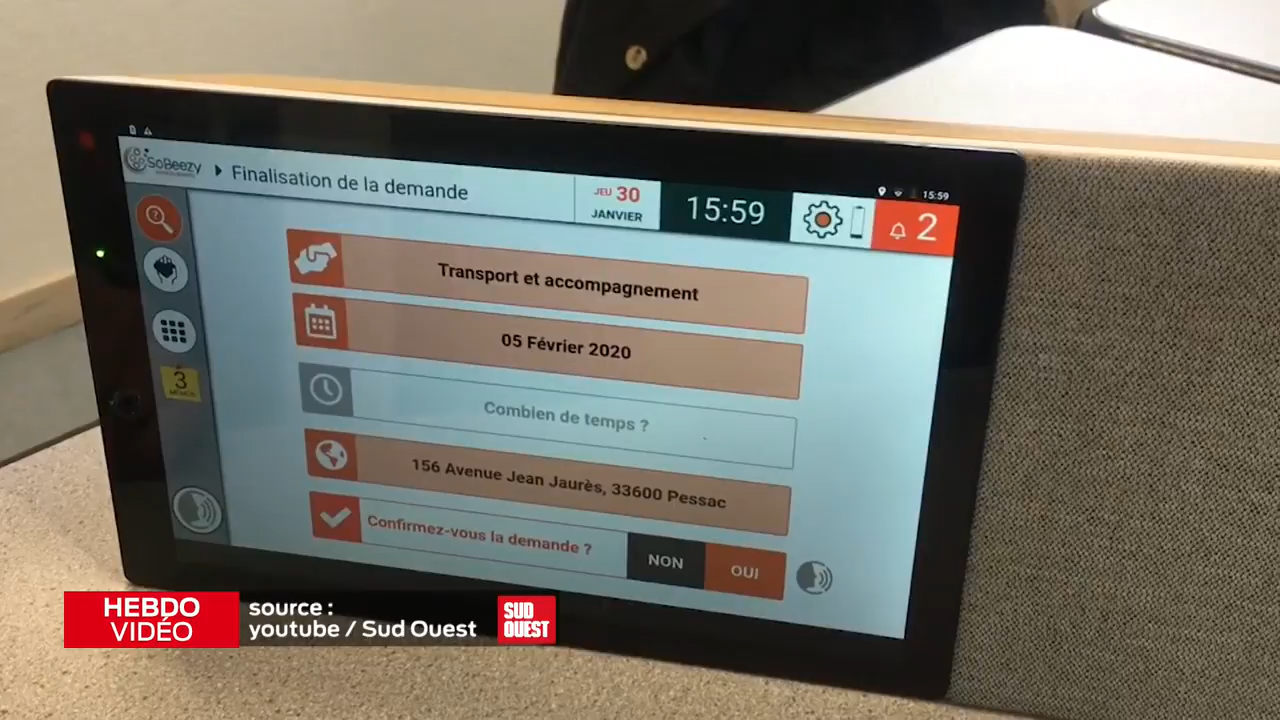 SoBeezy
Finalisation de la demande
JEU 30
JANVIER
15:59
15:59
2
Transport et accompagnement
05 Février 2020
Combien de temps ?
156 Avenue Jean Jaurès, 33600 Pessac
Confirmez-vous la demande ?
NON
OUI
3
HEBDO
VIDÉO
source :
youtube / Sud Ouest
SUD
OUEST